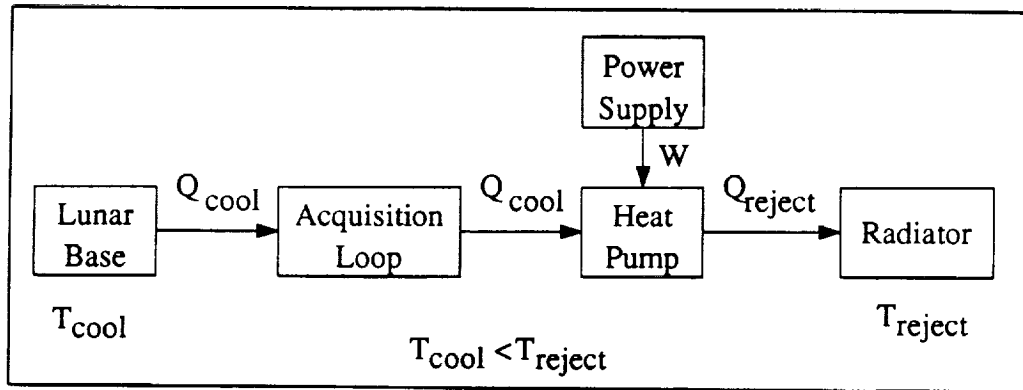 Power
Supply
W
Q cool
Q cool
Q reject
Lunar
Base
Acquisition
Loop
Heat
Pump
Radiator
T cool
T reject
T cool < T reject